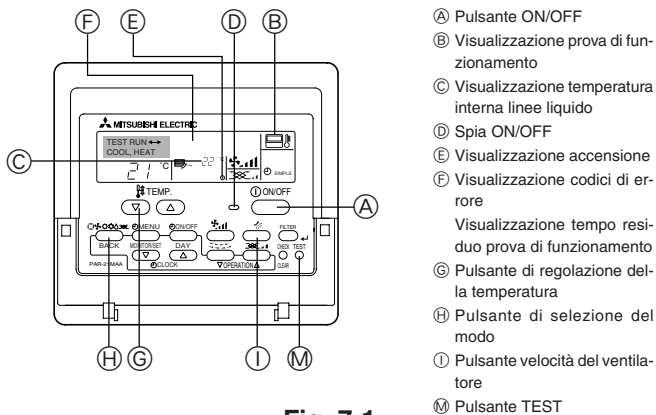 Ⓕ Ⓔ Ⓓ Ⓑ
MITSUBISHI ELECTRIC
TEST RUN
COOL, HEAT
21 °C
22 °C
SIMPLE
Ⓒ
TEMP.
ON/OFF
Ⓐ
MENU
ON/OFF
FILTER
BACK
MONITOR/SET
DAY
CHECK
TEST
PAR-21MAA
CLOCK
OPERATION
CLEAR
Ⓗ Ⓖ Ⓘ Ⓜ
Ⓐ Pulsante ON/OFF
Ⓑ Visualizzazione prova di fun-
zionamento
Ⓒ Visualizzazione temperatura
interna linee liquido
Ⓓ Spia ON/OFF
Ⓔ Visualizzazione accensione
Ⓕ Visualizzazione codici di er-
rore
Visualizzazione tempo resi-
duo prova di funzionamento
Ⓖ Pulsante di regolazione del-
la temperatura
Ⓗ Pulsante di selezione del
modo
Ⓘ Pulsante velocità del ventila-
tore
Ⓜ Pulsante TEST